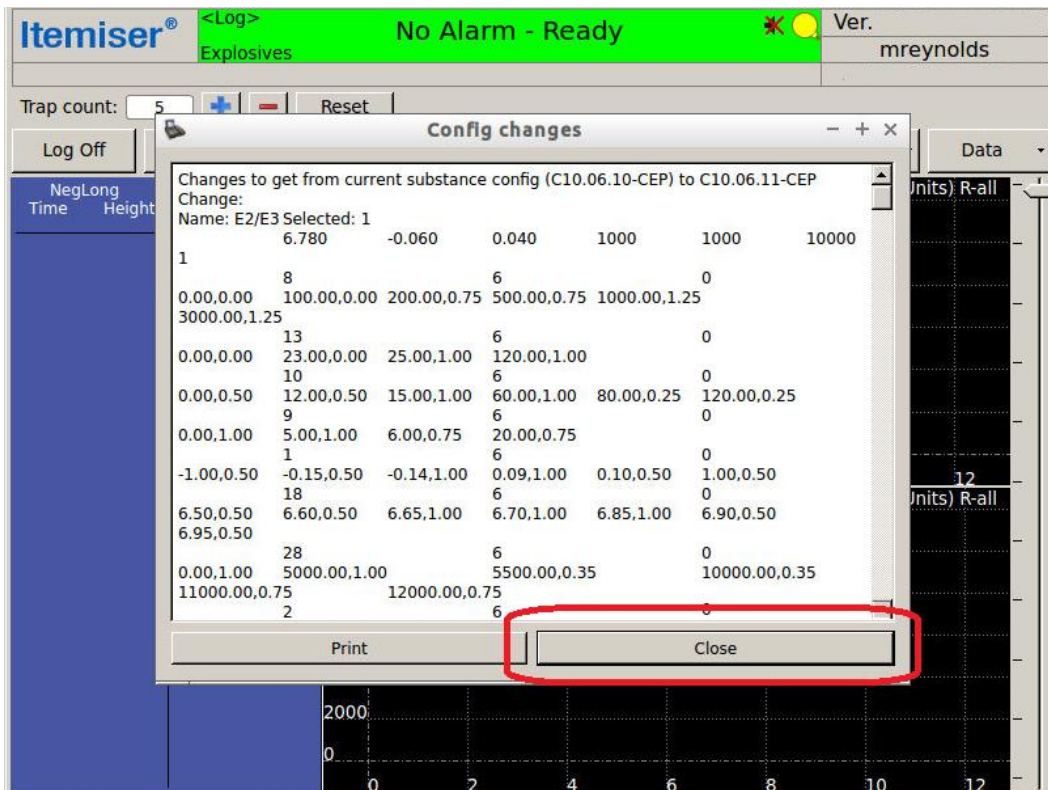 Itemiser®
<Log>
Explosives
No Alarm - Ready
Ver.
mreynolds
Trap count: 5 Reset
Log Off
Data
NegLong
Time Height
Config changes
Changes to get from current substance config (C10.06.10-CEP) to C10.06.11-CEP
Change:
Name: E2/E3 Selected: 1
6.780 -0.060 0.040 1000 1000 10000
1
8 6 0
0.00,0.00 100.00,0.00 200.00,0.75 500.00,0.75 1000.00,1.25
3000.00,1.25
13 6 0
0.00,0.00 23.00,0.00 25.00,1.00 120.00,1.00
10 6 0
0.00,0.50 12.00,0.50 15.00,1.00 60.00,1.00 80.00,0.25 120.00,0.25
9 6 0
0.00,1.00 5.00,1.00 6.00,0.75 20.00,0.75
1 6 0
-1.00,0.50 -0.15,0.50 -0.14,1.00 0.09,1.00 0.10,0.50 1.00,0.50
18 6 0
6.50,0.50 6.60,0.50 6.65,1.00 6.70,1.00 6.85,1.00 6.90,0.50
6.95,0.50
28 6 0
0.00,1.00 5000.00,1.00 5500.00,0.35 10000.00,0.35
11000.00,0.75 12000.00,0.75
2 6 0
Print
Close
Units) R-all
12
Units) R-all
2000
0
0 2 4 6 8 10 12